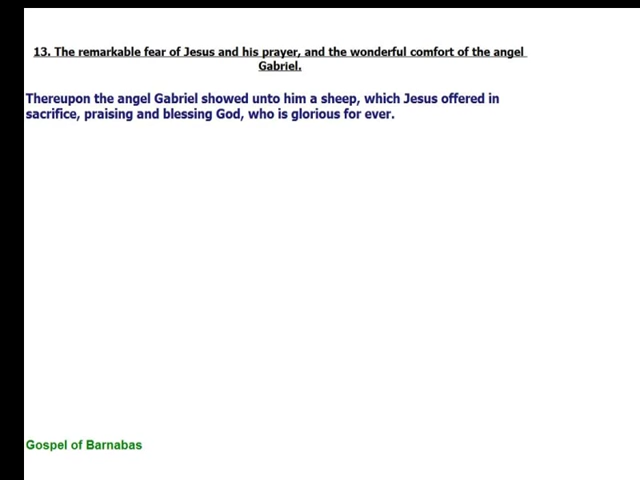 13. The remarkable fear of Jesus and his prayer, and the wonderful comfort of the angel
Gabriel.
Thereupon the angel Gabriel showed unto him a sheep, which Jesus offered in
sacrifice, praising and blessing God, who is glorious for ever.
Gospel of Barnabas